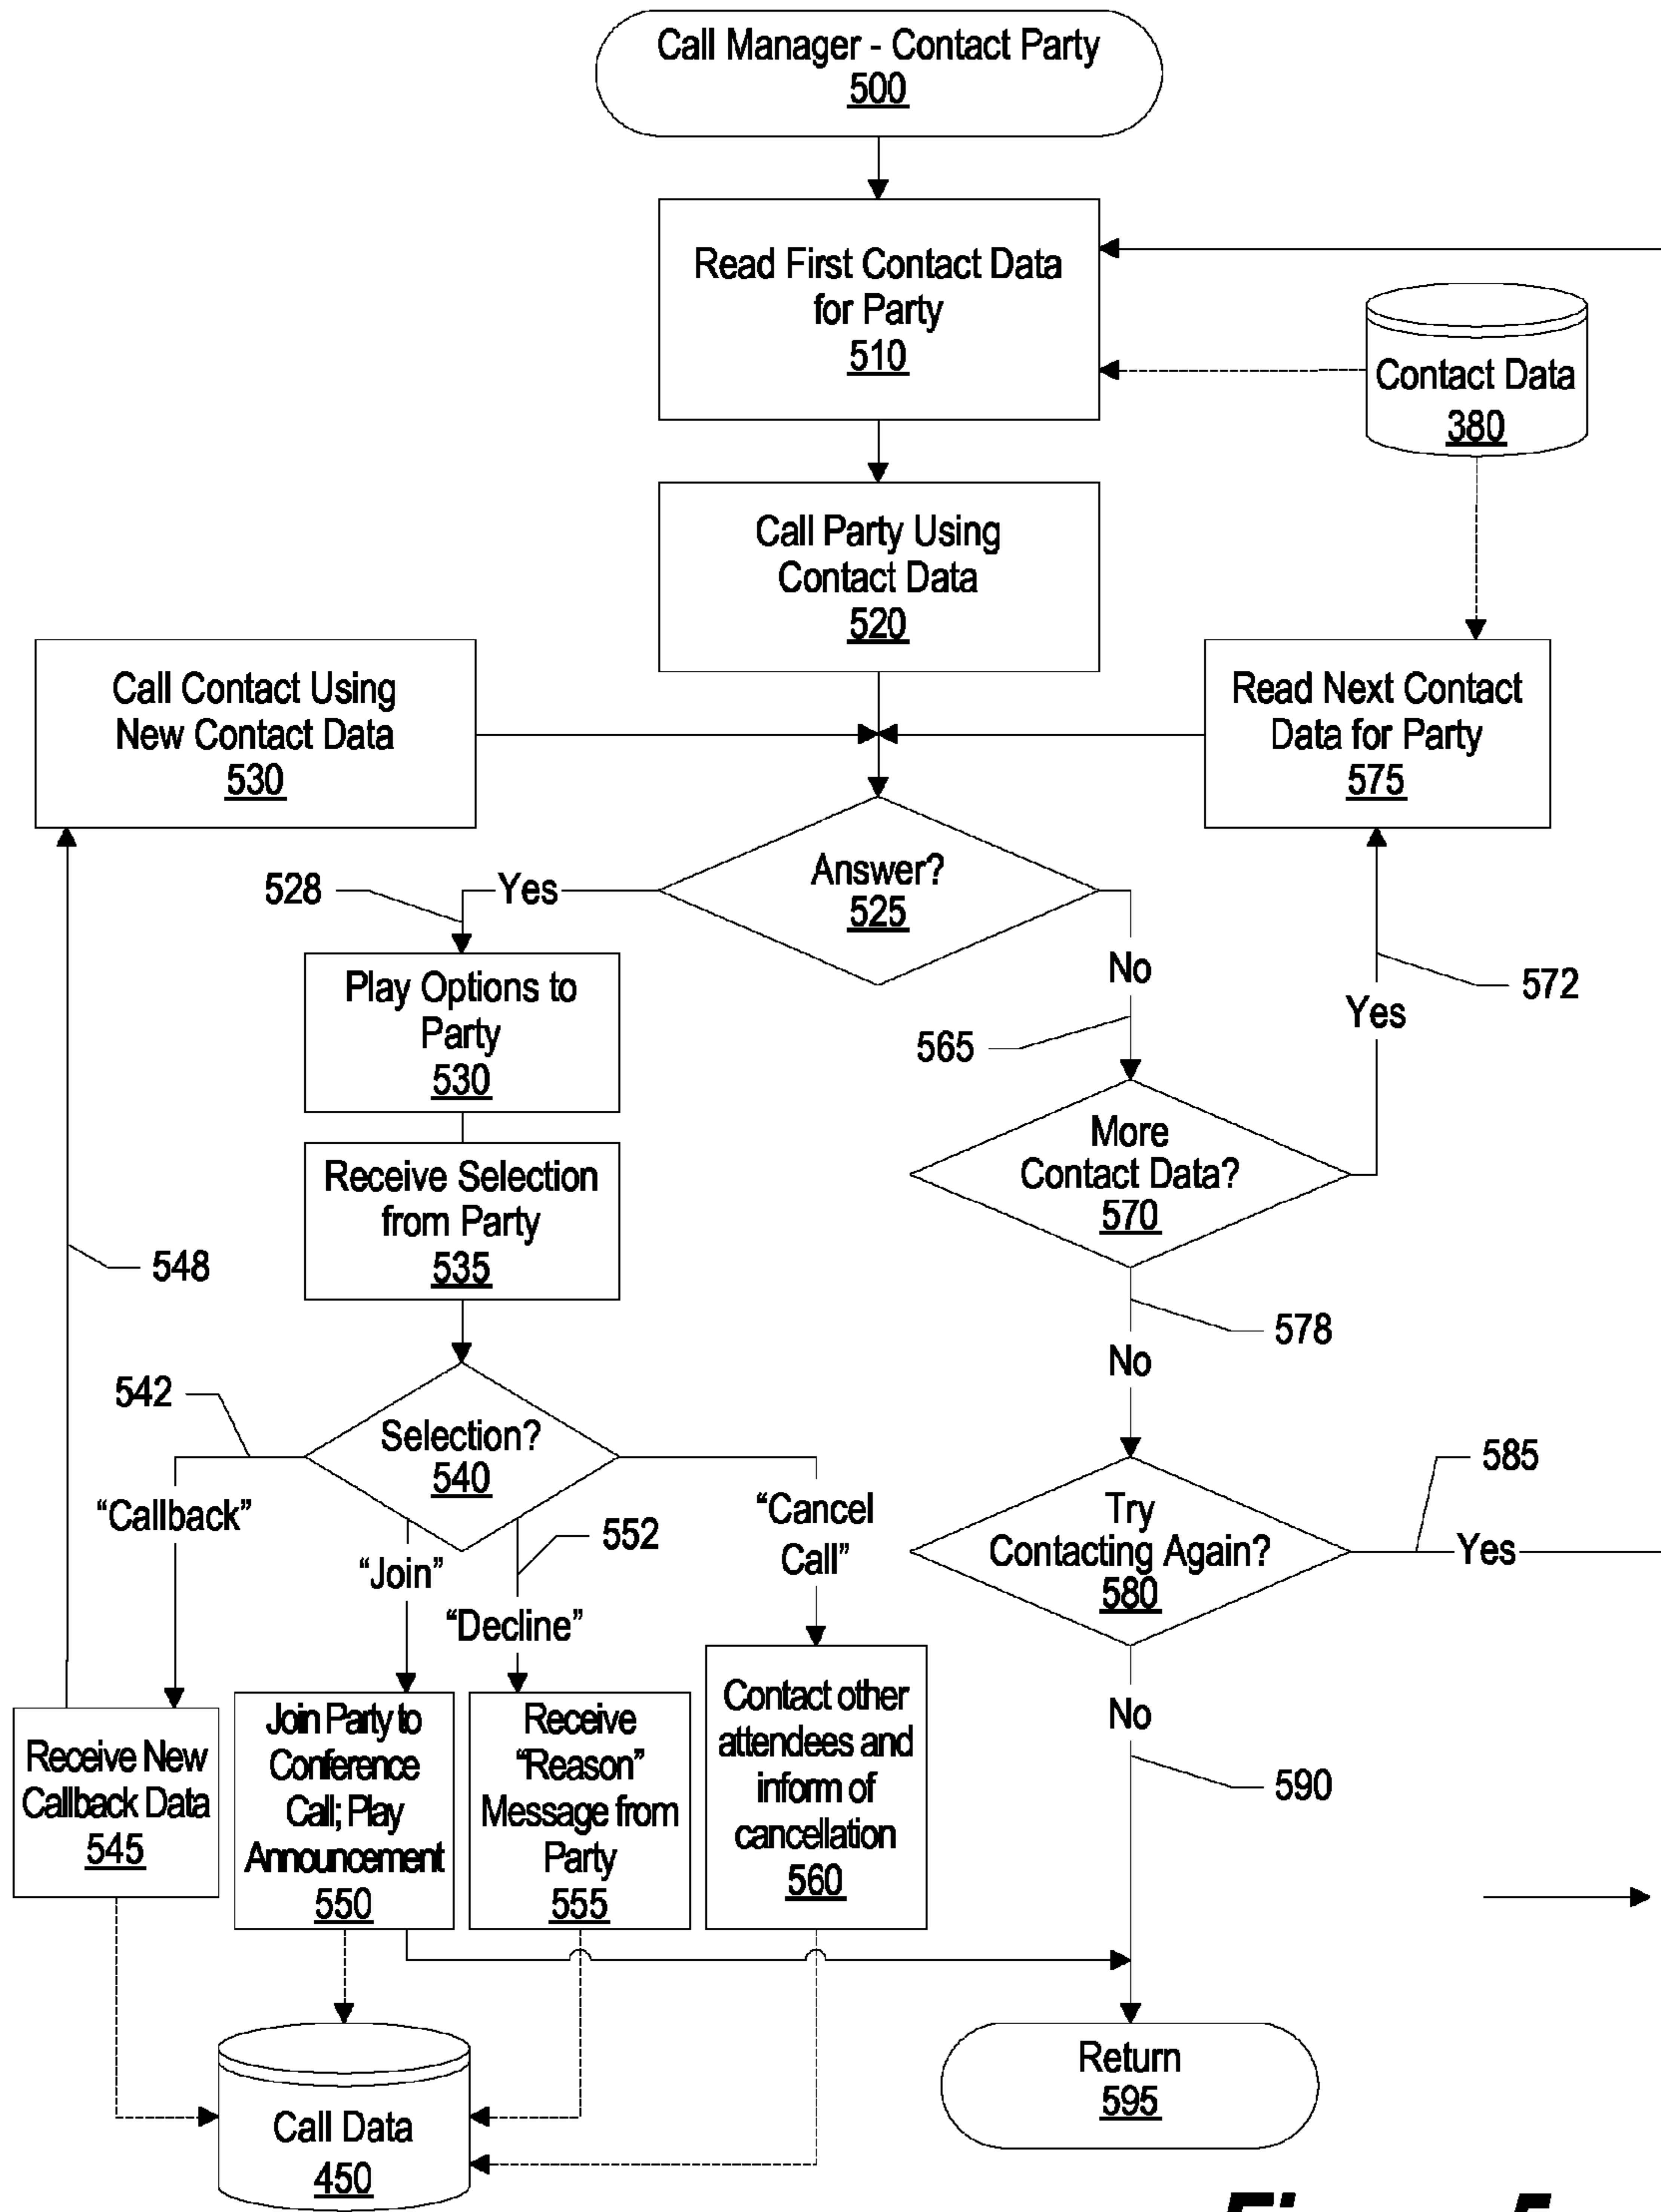 Call Manager - Contact Party
500
Read First Contact Data
for Party
510
Contact Data
380
Call Party Using
Contact Data
520
Call Contact Using
New Contact Data
530
Read Next Contact
Data for Party
575
Answer?
525
528
Yes
No
565
572
Yes
Play Options to
Party
530
More
Contact Data?
570
Receive Selection
from Party
535
548
578
No
542
Selection?
540
"Callback"
"Join"
552
"Decline"
"Cancel
Call"
Try
Contacting Again?
580
585
Yes
No
590
Receive New
Callback Data
545
Join Party to
Conference
Call; Play
Announcement
550
Receive
“Reason”
Message from
Party
555
Contact other
attendees and
inform of
cancellation
560
Call Data
450
Return
595